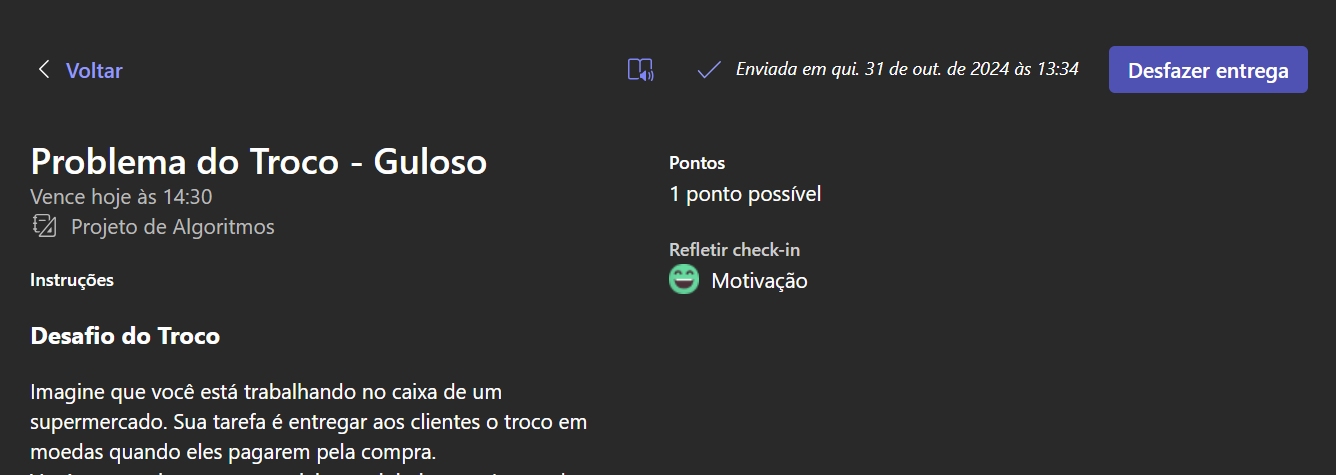 Voltar
Enviada em qui. 31 de out. de 2024 às 13:34
Desfazer entrega
Problema do Troco - Guloso
Vence hoje às 14:30
Projeto de Algoritmos
Instruções
Desafio do Troco
Imagine que você está trabalhando no caixa de um
supermercado. Sua tarefa é entregar aos clientes o troco em
moedas quando eles pagarem pela compra.
Pontos
1 ponto possível
Refletir check-in
Motivação